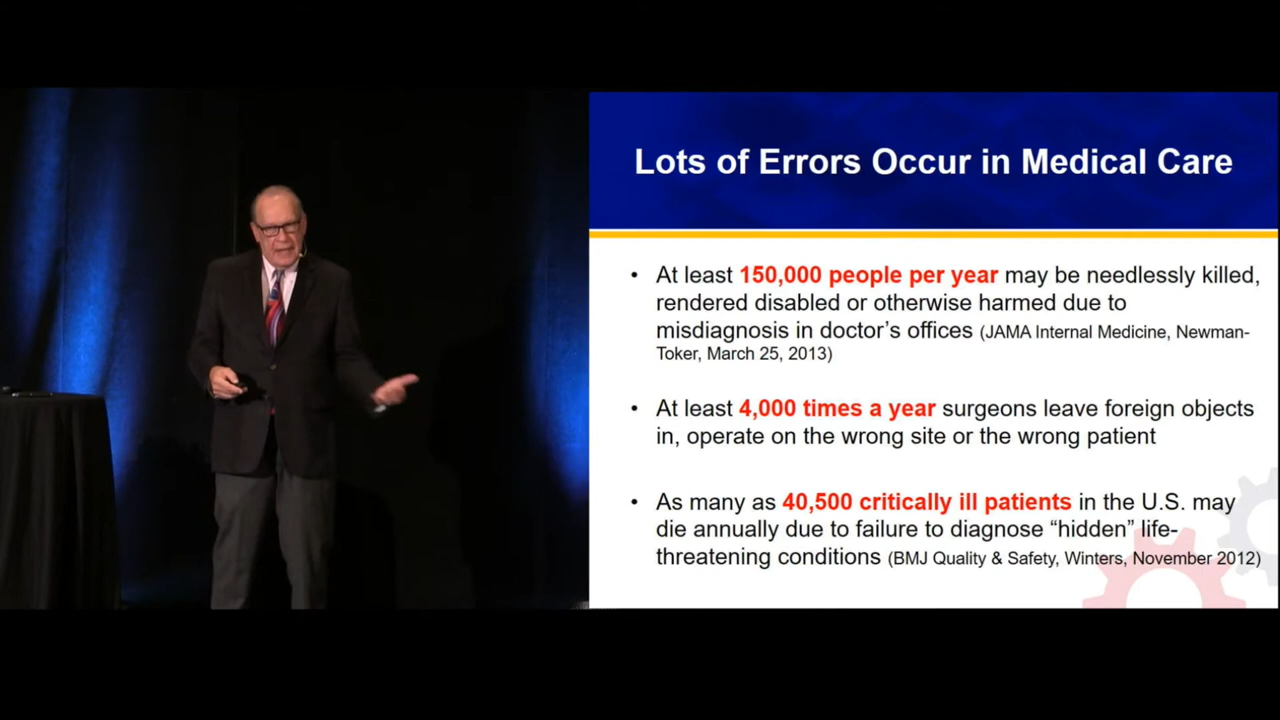 Lots of Errors Occur in Medical Care
• At least 150,000 people per year may be needlessly killed,
rendered disabled or otherwise harmed due to
misdiagnosis in doctor’s offices (JAMA Internal Medicine, Newman-
Toker, March 25, 2013)
• At least 4,000 times a year surgeons leave foreign objects
in, operate on the wrong site or the wrong patient
• As many as 40,500 critically ill patients in the U.S. may
die annually due to failure to diagnose “hidden” life-
threatening conditions (BMJ Quality & Safety, Winters, November 2012)